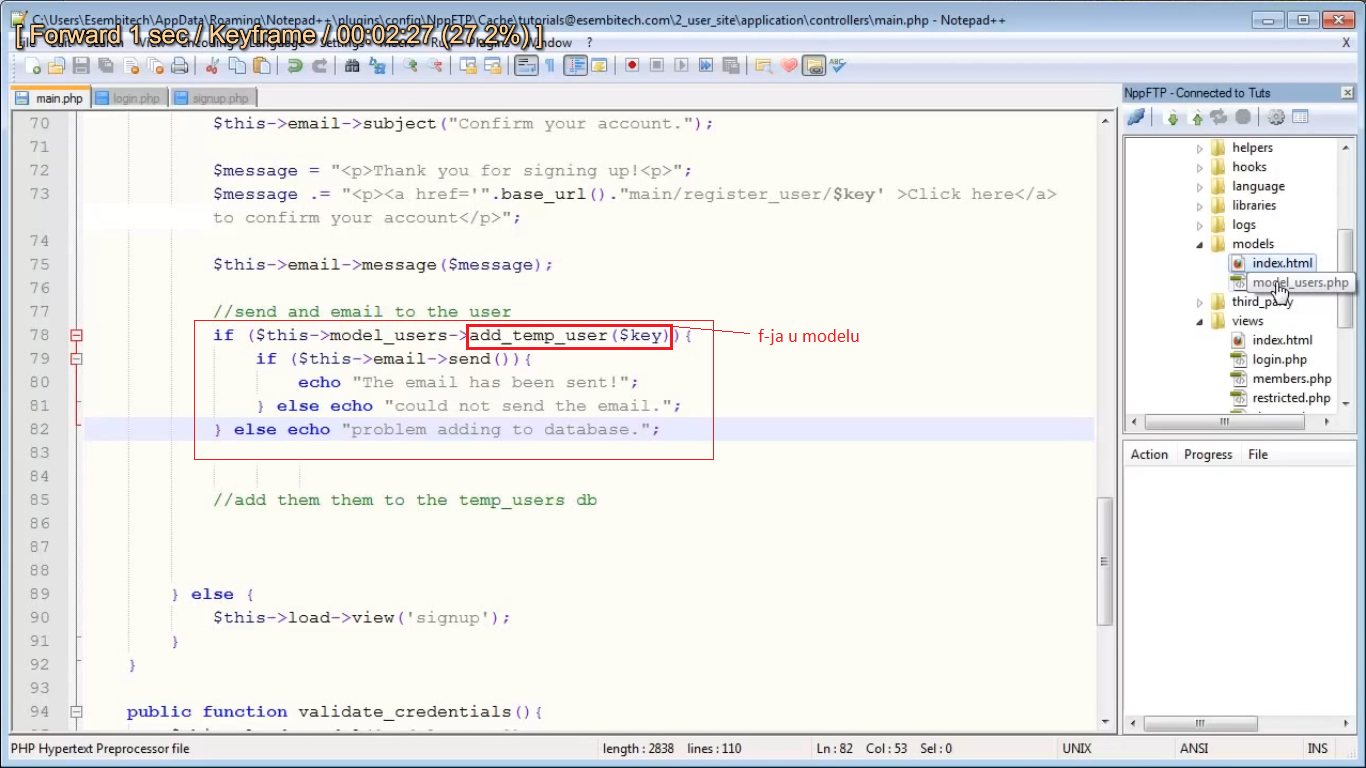 C:\Users\Esembitech\AppData\Roaming\Notepad++\plugins\config\NppFTP\Cache\tutorials@esembitech.com\2_user_site\application\controllers\main.php - Notepad++
[ Forward 1 sec / Keyframe / 00:02:27 (27.2%) ]
Window ? X
main.php login.php signup.php
NppFTP - Connected to Tuts
70 $this->email->subject("Confirm your account.");
71
72 $message = "<p>Thank you for signing up!<p>";
73 $message .= "<p><a href='".base_url()."main/register_user/$key' >Click here</a>
to confirm your account</p>";
74
75 $this->email->message($message);
76
77 //send and email to the user
78 if ($this->model_users->add_temp_user($key)){
f-ja u modelu
79 if ($this->email->send()){
80 echo "The email has been sent!";
81 } else echo "could not send the email.";
82 } else echo "problem adding to database.";
83
84
85 //add them them to the temp_users db
86
87
88
89 } else {
90 $this->load->view('signup');
91 }
92 }
93
94 public function validate_credentials(){
helpers
hooks
language
libraries
logs
models
index.html
model_users.php
third_party
views
index.html
login.php
members.php
restricted.php
Action Progress File
PHP Hypertext Preprocessor file length : 2838 lines : 110 Ln : 82 Col : 53 Sel : 0 UNIX ANSI INS